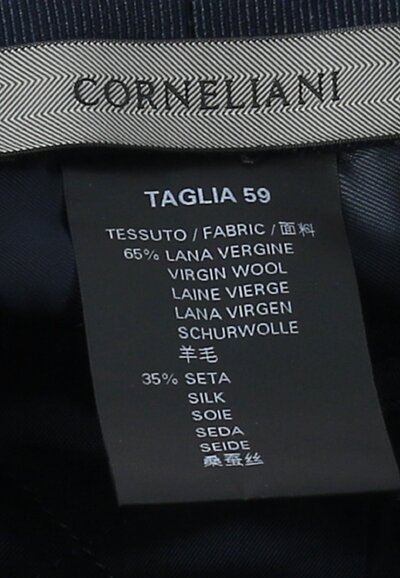 CORNELIANI
TAGLIA 59
TESSUTO / FABRIC / 面料
65% LANA VERGINE
VIRGIN WOOL
LAINE VIERGE
LANA VIRGEN
SCHURWOLLE
羊毛
35% SETA
SILK
SOIE
SEDA
SEIDE
桑蚕丝